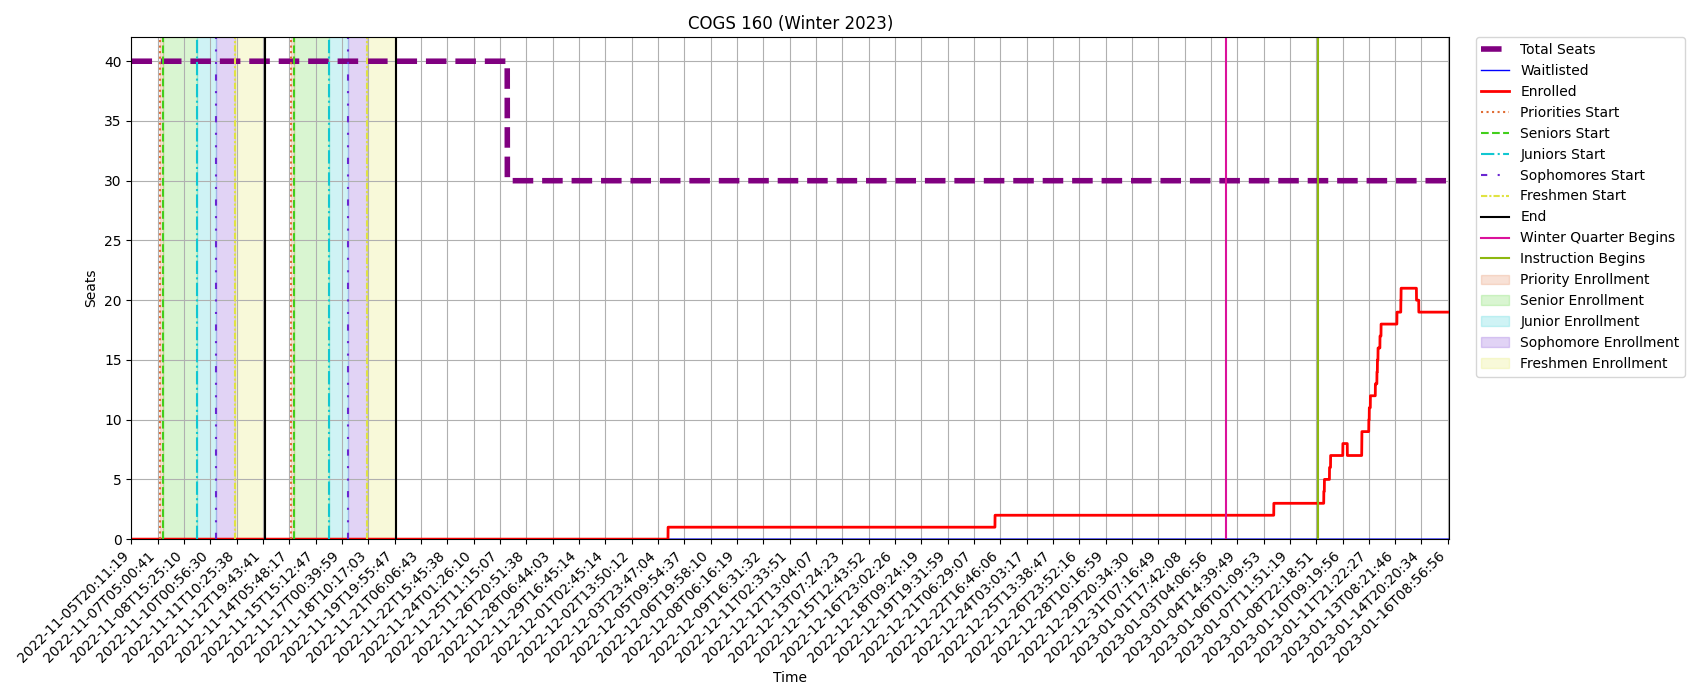 COGS 160 (Winter 2023)
40
35
30
25
20
15
10
5
0
Seats
2022-11-05T20:11:19
2022-11-07T05:00:41
2022-11-08T15:25:10
2022-11-10T00:56:30
2022-11-11T10:25:38
2022-11-12T19:43:41
2022-11-14T05:48:17
2022-11-15T15:12:47
2022-11-17T00:39:59
2022-11-18T10:17:03
2022-11-19T19:55:47
2022-11-21T06:06:43
2022-11-22T15:45:38
2022-11-24T01:26:10
2022-11-25T11:15:07
2022-11-26T20:51:38
2022-11-28T06:44:03
2022-11-29T16:45:14
2022-12-01T02:45:14
2022-12-02T13:50:12
2022-12-03T23:47:04
2022-12-05T09:54:37
2022-12-06T19:58:10
2022-12-08T06:16:19
2022-12-09T16:31:32
2022-12-11T02:33:51
2022-12-12T13:04:07
2022-12-13T07:24:23
2022-12-15T12:43:52
2022-12-16T23:02:26
2022-12-18T09:24:19
2022-12-19T19:31:59
2022-12-21T06:29:07
2022-12-22T16:46:06
2022-12-24T03:03:17
2022-12-25T13:38:47
2022-12-26T23:52:16
2022-12-28T10:16:59
2022-12-29T20:34:30
2022-12-31T07:16:49
2023-01-01T17:42:08
2023-01-03T04:06:56
2023-01-04T14:39:49
2023-01-06T01:09:53
2023-01-07T11:51:19
2023-01-08T22:18:51
2023-01-10T09:19:56
2023-01-11T21:22:27
2023-01-13T08:21:46
2023-01-14T20:20:34
2023-01-16T08:56:56
Time
Total Seats
Waitlisted
Enrolled
Priorities Start
Seniors Start
Juniors Start
Sophomores Start
Freshmen Start
End
Winter Quarter Begins
Instruction Begins
Priority Enrollment
Senior Enrollment
Junior Enrollment
Sophomore Enrollment
Freshmen Enrollment